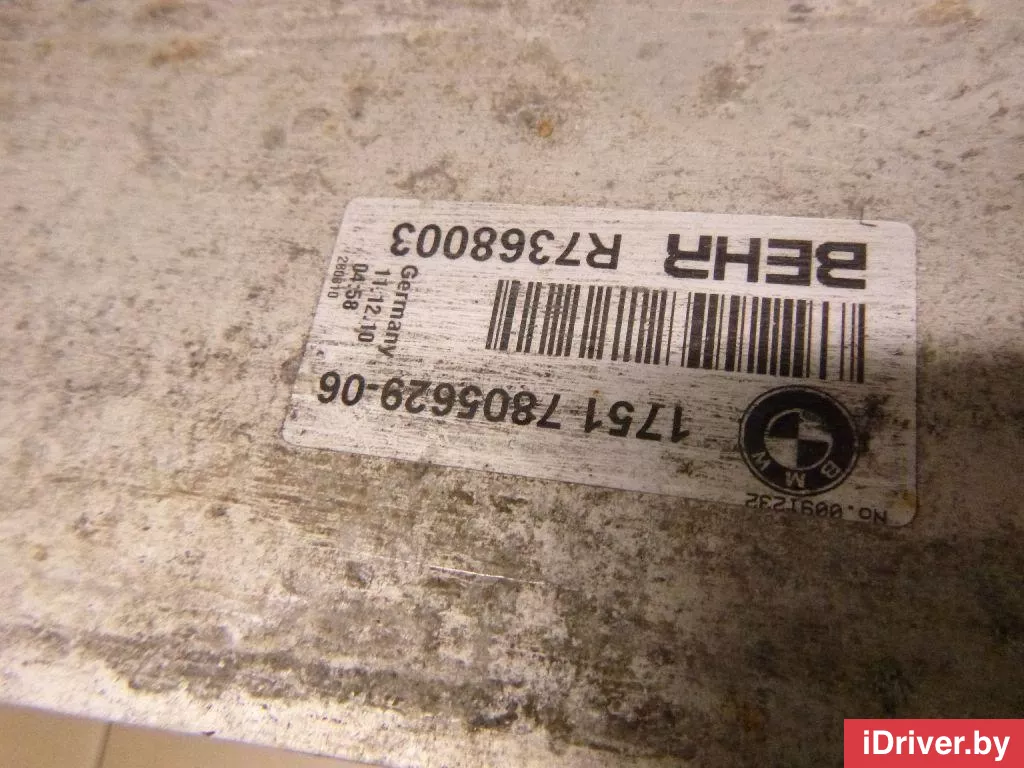 No.0091232
BMW
1751 7805629-06
Germany
11.12.10
04:58
280610
BEHR R7368003
iDriver.by